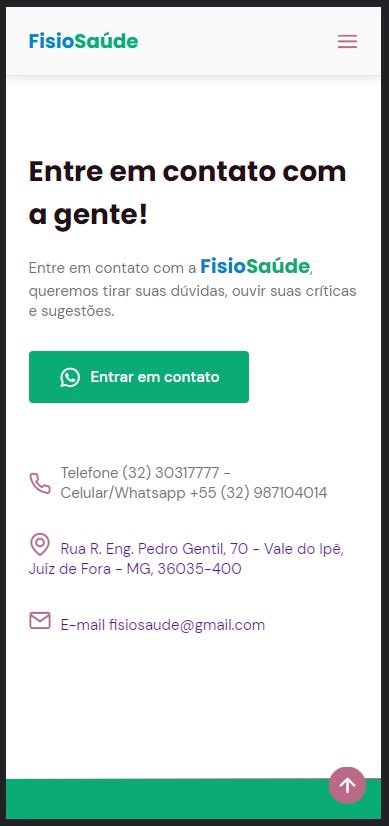 FisioSaúde
Entre em contato com
a gente!
Entre em contato com a FisioSaúde,
queremos tirar suas dúvidas, ouvir suas críticas
e sugestões.
Entrar em contato
Telefone (32) 30317777 -
Celular/Whatsapp +55 (32) 987104014
Rua R. Eng. Pedro Gentil, 70 - Vale do Ipê,
Juiz de Fora - MG, 36035-400
E-mail fisiosaude@gmail.com